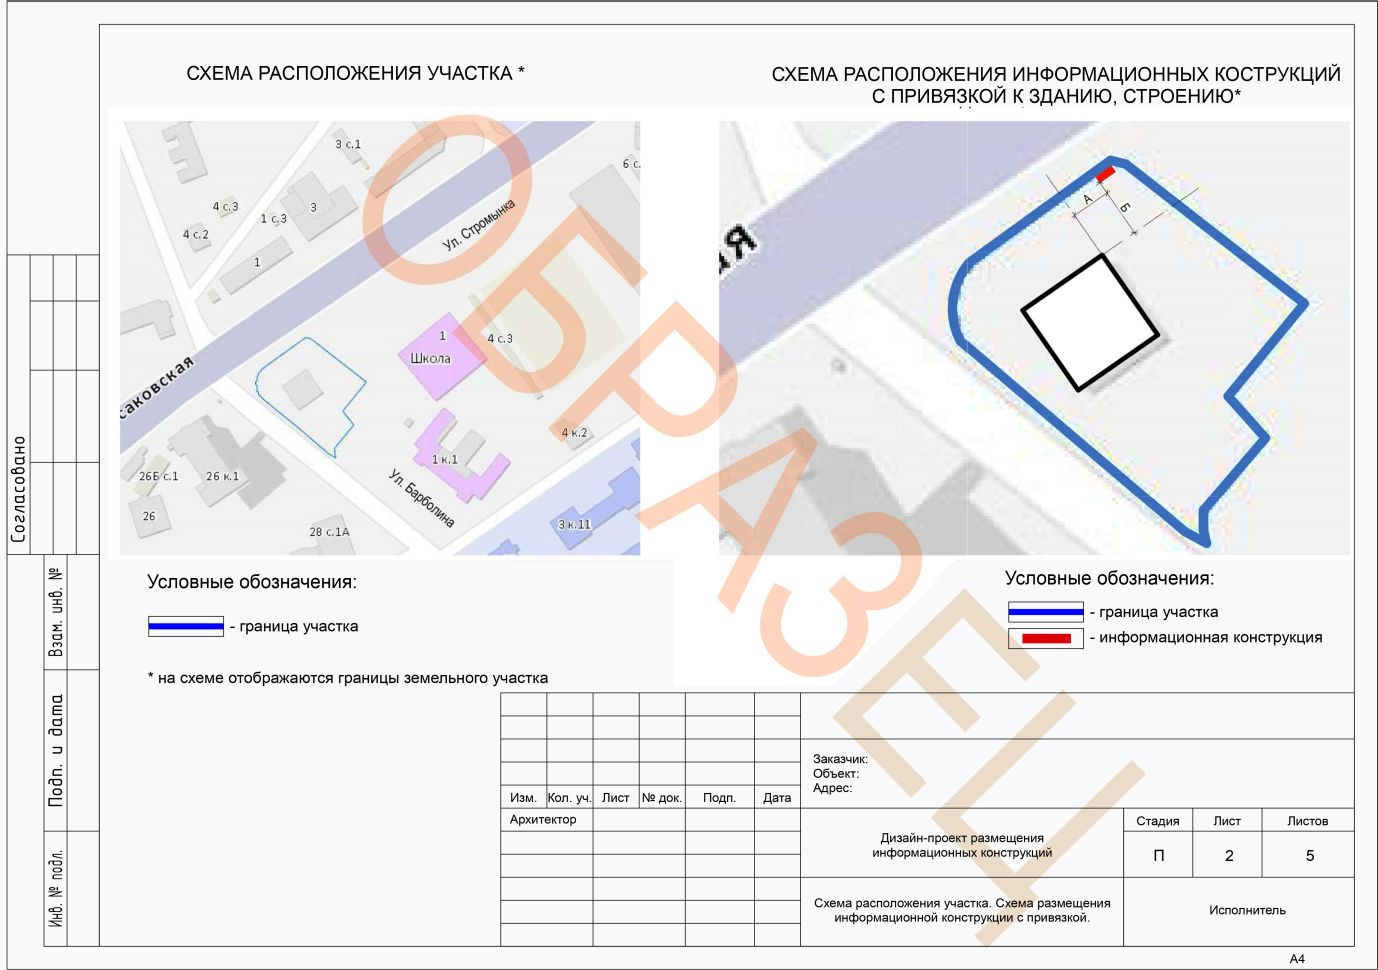 СХЕМА РАСПОЛОЖЕНИЯ УЧАСТКА *
СХЕМА РАСПОЛОЖЕНИЯ ИНФОРМАЦИОННЫХ КОСТРУКЦИЙ
С ПРИВЯЗКОЙ К ЗДАНИЮ, СТРОЕНИЮ*
3 с.1
6 с.
4 с.3
1 с.3
3
4 с.2
1
Ул. Стромынка
саковская
1
Школа
4 с.3
4 к.2
1 к.1
26Б с.1
26 к.1
26
28 с.1А
Ул. Барболина
3 к.11
ая
А
Б
ОБРАЗЕЦ
Условные обозначения:
- граница участка
* на схеме отображаются границы земельного участка
Условные обозначения:
- граница участка
- информационная конструкция
Согласовано
Взам. инв. №
Подп. и дата
Инв. № подл.
Изм. Кол. уч. Лист № док. Подп. Дата
Архитектор
Заказчик:
Объект:
Адрес:
Дизайн-проект размещения
информационных конструкций
Стадия Лист Листов
П 2 5
Схема расположения участка. Схема размещения
информационной конструкции с привязкой.
Исполнитель
А4